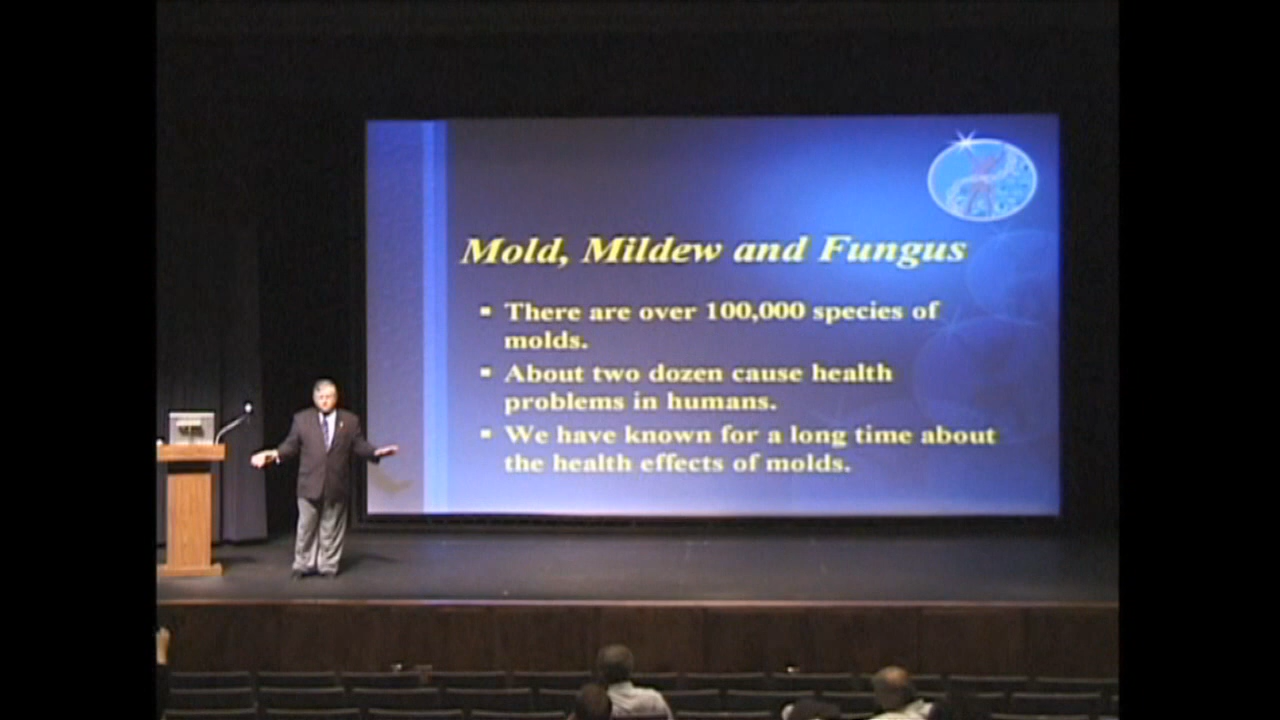 Mold, Mildew and Fungus
▪ There are over 100,000 species of
molds.
▪ About two dozen cause health
problems in humans.
▪ We have known for a long time about
the health effects of molds.